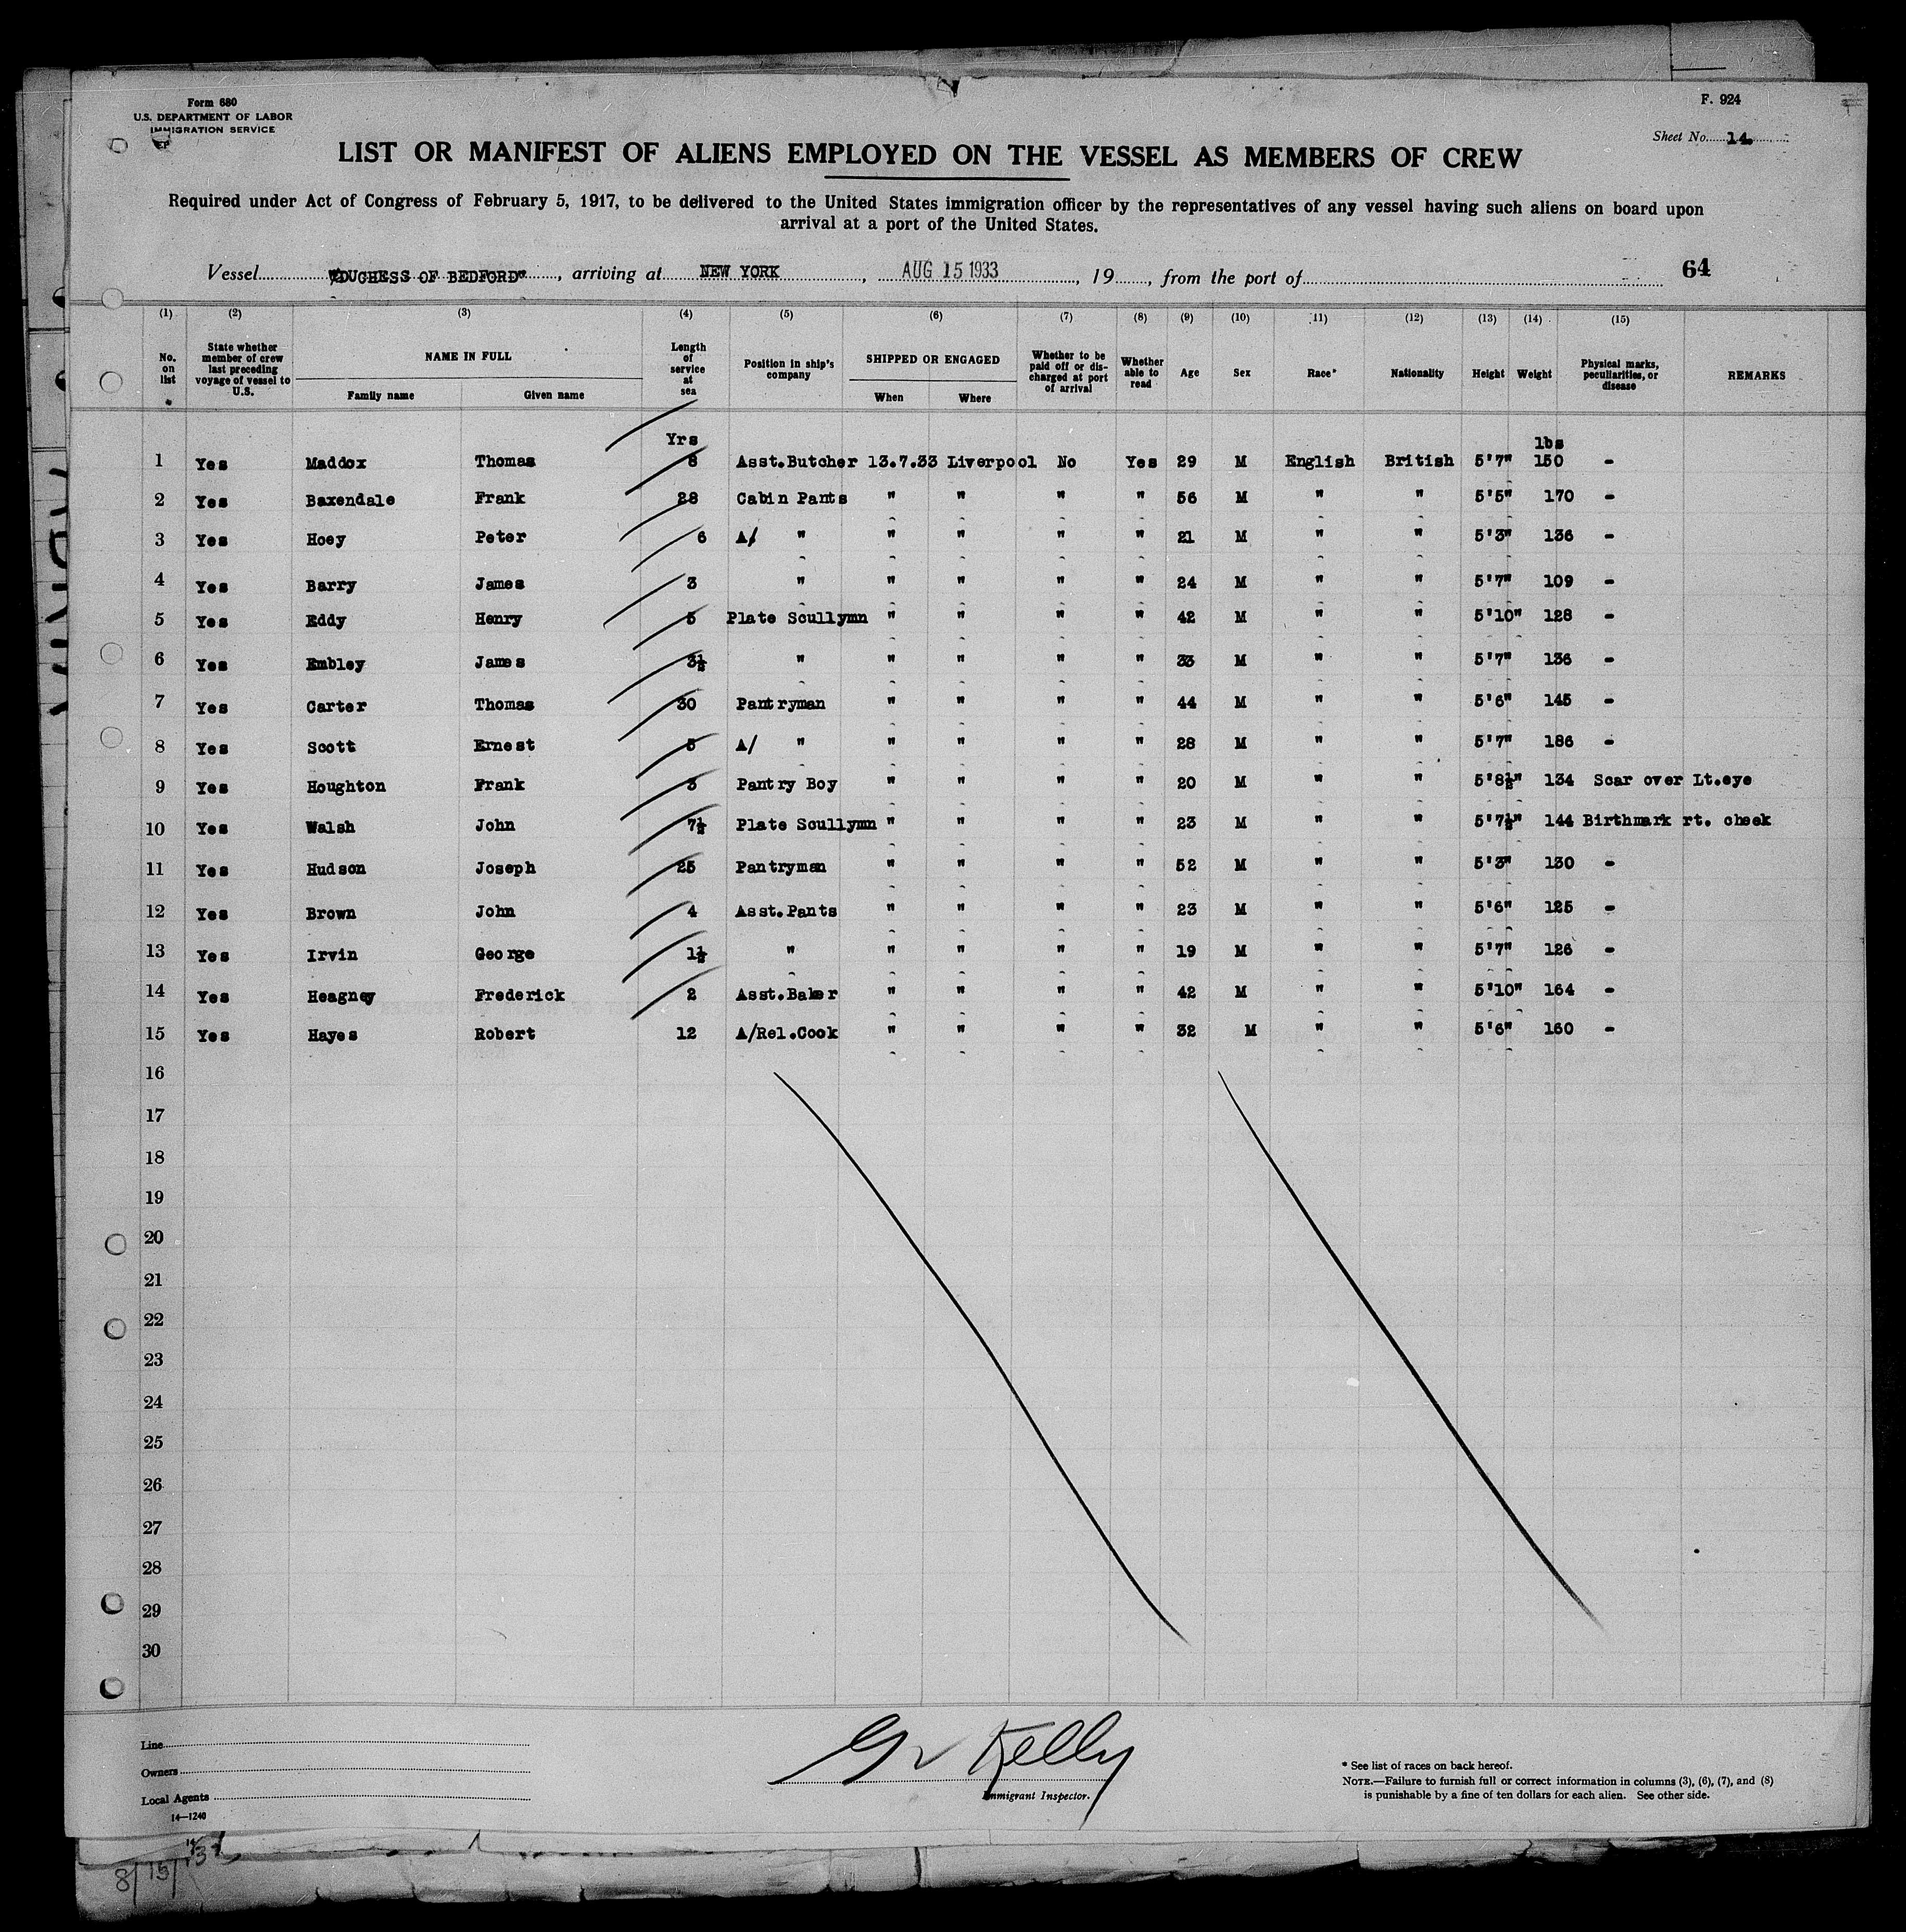 Form 680
U.S. DEPARTMENT OF LABOR
IMMIGRATION SERVICE
F. 924
Sheet No. 14
LIST OR MANIFEST OF ALIENS EMPLOYED ON THE VESSEL AS MEMBERS OF CREW
Required under Act of Congress of February 5, 1917, to be delivered to the United States immigration officer by the representatives of any vessel having such aliens on board upon
arrival at a port of the United States.
Vessel "DUCHESS OF BEDFORD", arriving at NEW YORK, AUG 15 1933, 19, from the port of 64
(1) (2) (3) (4) (5) (6) (7) (8) (9) (10) (11) (12) (13) (14) (15)
No. on list State whether member of crew last preceding voyage of vessel to U.S. NAME IN FULL Family name Given name Length of service at sea Position in ship's company SHIPPED OR ENGAGED When Where Whether to be paid off or discharged at port of arrival Whether able to read Age Sex Race* Nationality Height Weight Physical marks, peculiarities, or disease REMARKS
Yrs lbs
1 Yes Maddox Thomas 8 Asst.Butcher 13.7.33 Liverpool No Yes 29 M English British 5'7" 150 -
2 Yes Baxendale Frank 28 Cabin Pants " " " " 56 M " " 5'5" 170 -
3 Yes Hoey Peter 6 A/ " " " " " 21 M " " 5'3" 136 -
4 Yes Barry James 3 " " " " " 24 M " " 5'7" 109 -
5 Yes Eddy Henry 5 Plate Scullymn " " " " 42 M " " 5'10" 128 -
6 Yes Embley James 3½ " " " " " 33 M " " 5'7" 136 -
7 Yes Carter Thomas 30 Pantryman " " " " 44 M " " 5'6" 145 -
8 Yes Scott Ernest 5 A/ " " " " " 28 M " " 5'7" 186 -
9 Yes Houghton Frank 3 Pantry Boy " " " " 20 M " " 5'8½" 134 Scar over Lt.eye
10 Yes Walsh John 7½ Plate Scullymn " " " " 23 M " " 5'7½" 144 Birthmark rt. cheek
11 Yes Hudson Joseph 25 Pantryman " " " " 52 M " " 5'3" 130 -
12 Yes Brown John 4 Asst.Pants " " " " 23 M " " 5'6" 125 -
13 Yes Irvin George 1½ " " " " " 19 M " " 5'7" 126 -
14 Yes Heagney Frederick 2 Asst.Baker " " " " 42 M " " 5'10" 164 -
15 Yes Hayes Robert 12 A/Rel.Cook " " " " 32 M " " 5'6" 160 -
16
17
18
19
20
21
22
23
24
25
26
27
28
29
30
Line
Owners
Local Agents
14—1240
Kelly
Immigrant Inspector.
* See list of races on back hereof.
NOTE.—Failure to furnish full or correct information in columns (3), (6), (7), and (8)
is punishable by a fine of ten dollars for each alien. See other side.
8/15/33